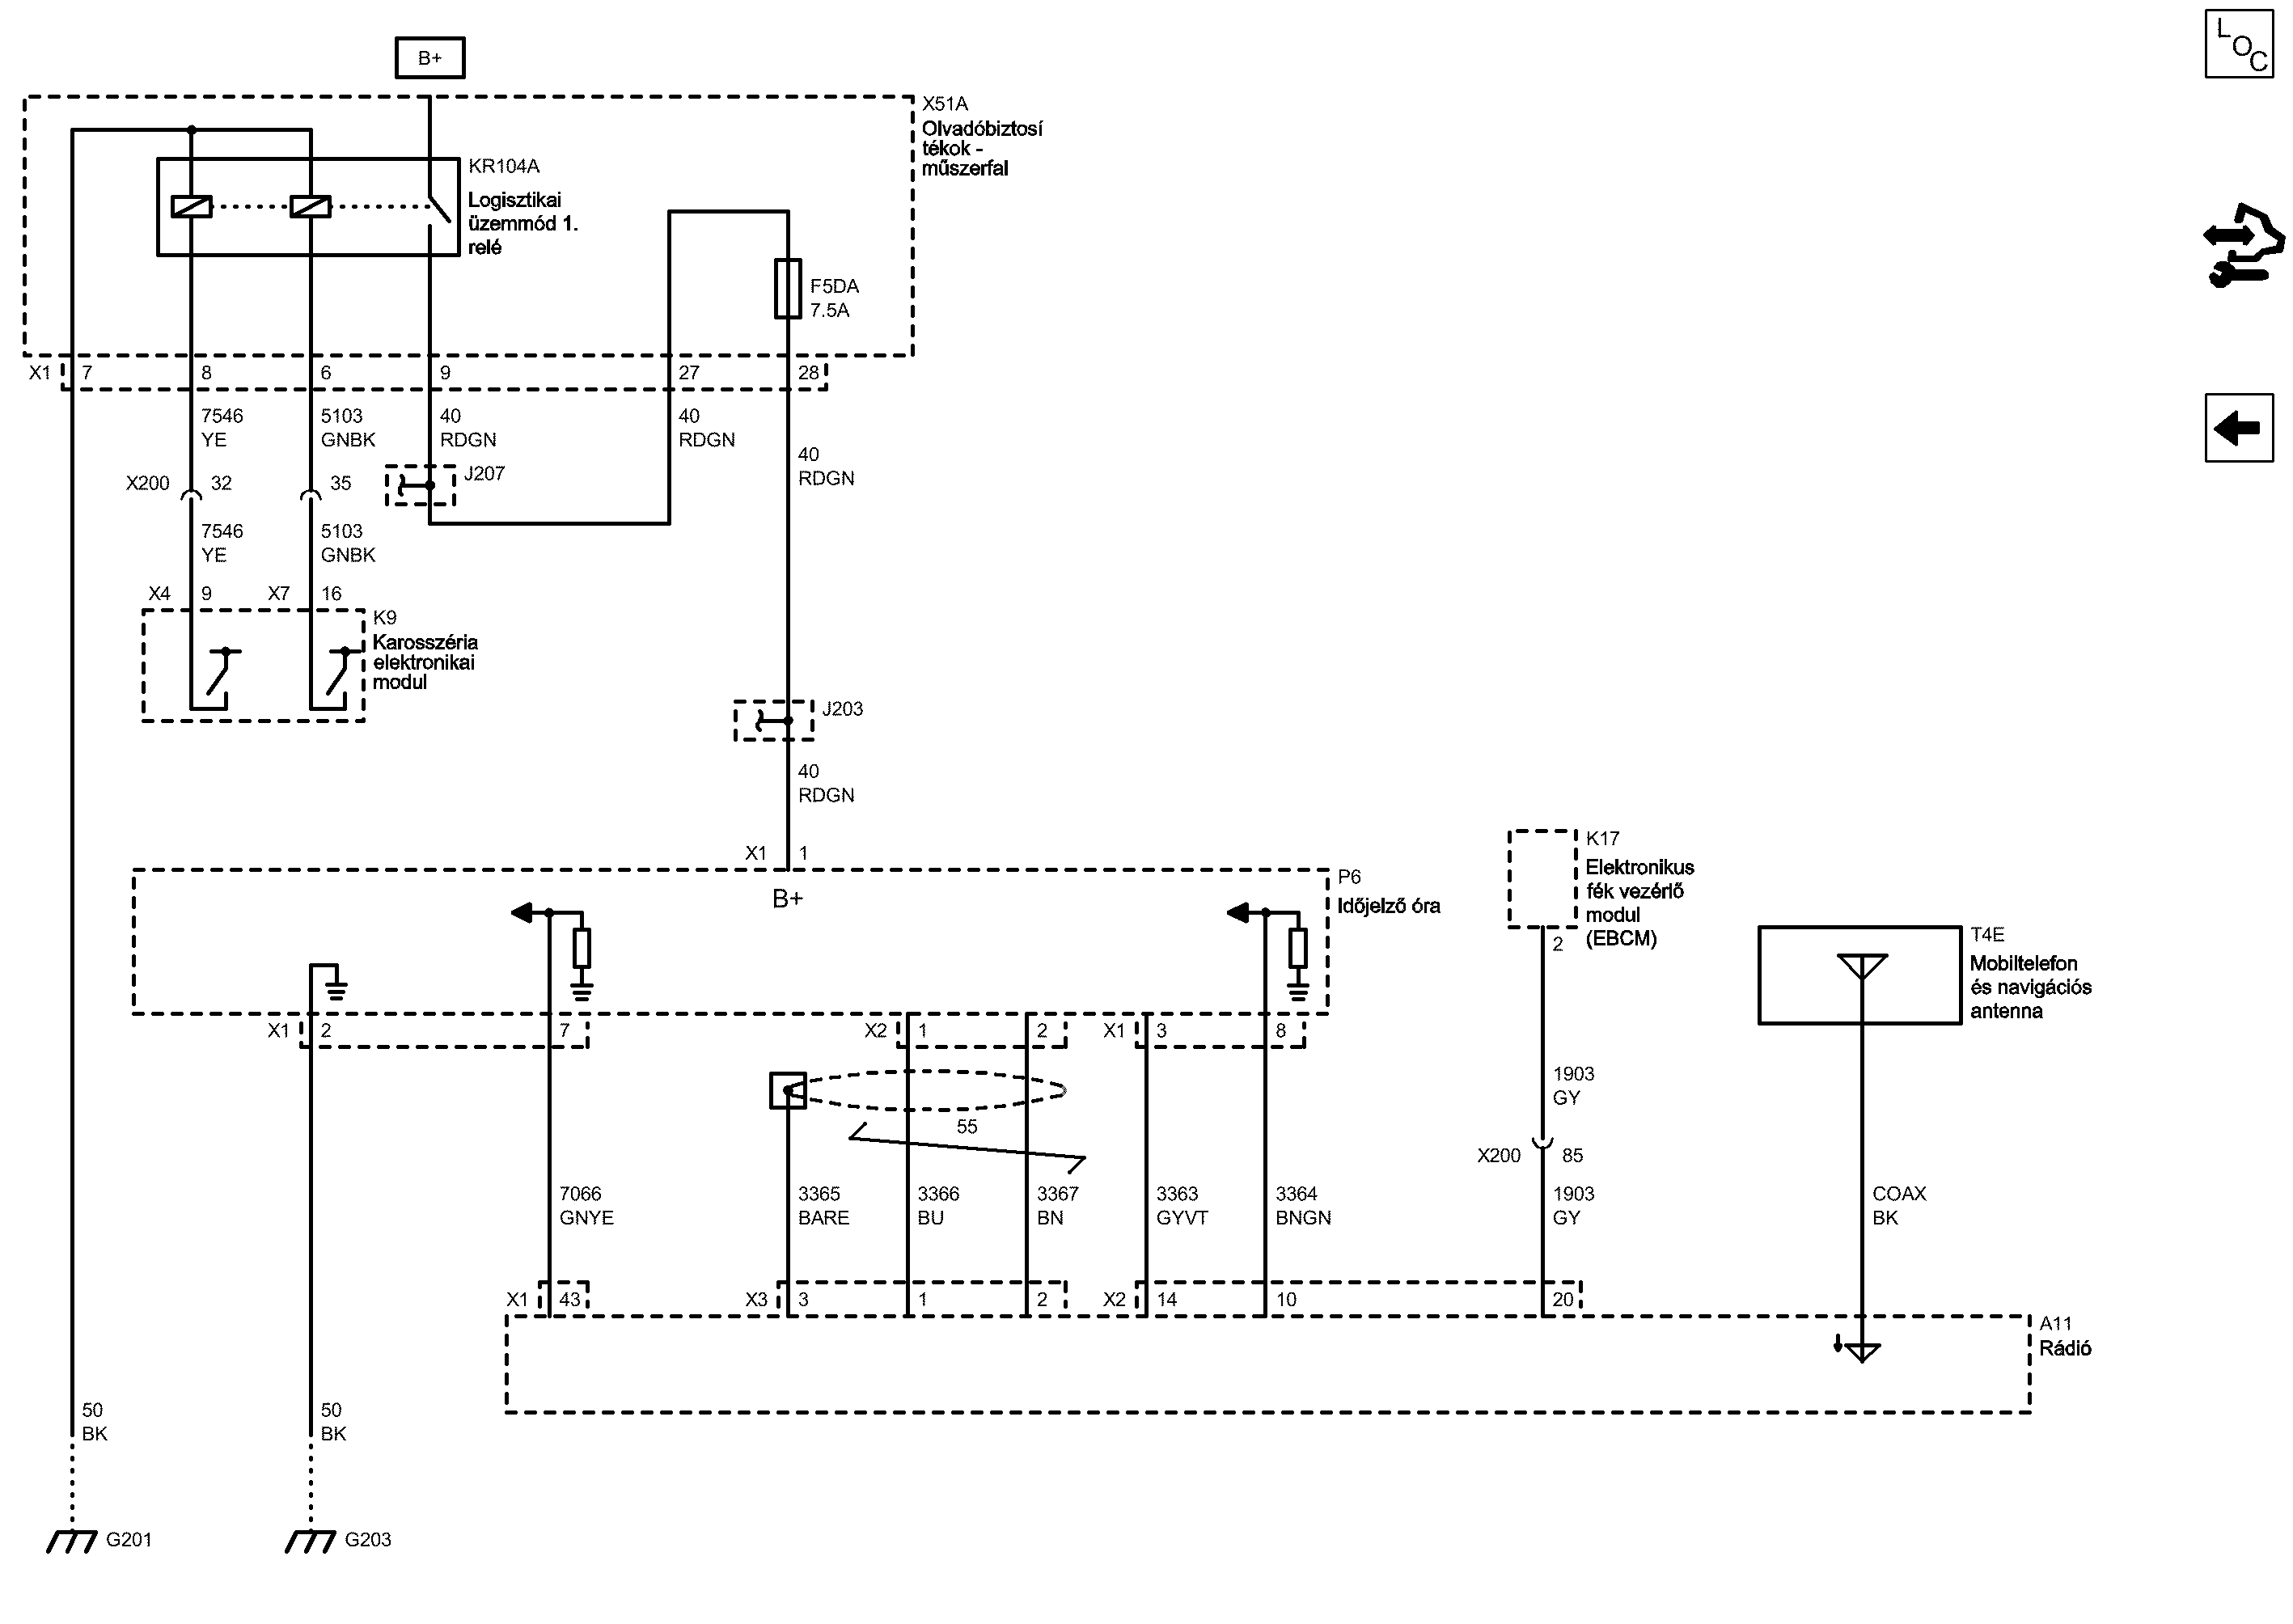 B+
LOC
X51A
Olvadóbiztosí
tékok -
műszerfal
KR104A
Logisztikai
üzemmód 1.
relé
F5DA
7.5A
X1 7 8 6 9 27 28
7546 5103 40 40
YE GNBK RDGN RDGN
40
RDGN
X200 32 35 J207
7546 5103
YE GNBK
X4 9 X7 16
K9
Karosszéria
elektronikai
modul
J203
40
RDGN
X1 1
B+
P6
Időjelző óra
K17
Elektronikus
fék vezérlő
modul
(EBCM)
2
T4E
Mobiltelefon
és navigációs
antenna
X1 2 7 X2 1 2 X1 3 8
55
1903
GY
X200 85
7066 3365 3366 3367 3363 3364 1903 COAX
GNYE BARE BU BN GYVT BNGN GY BK
X1 43 X3 3 1 2 X2 14 10 20
A11
Rádió
50 50
BK BK
G201 G203